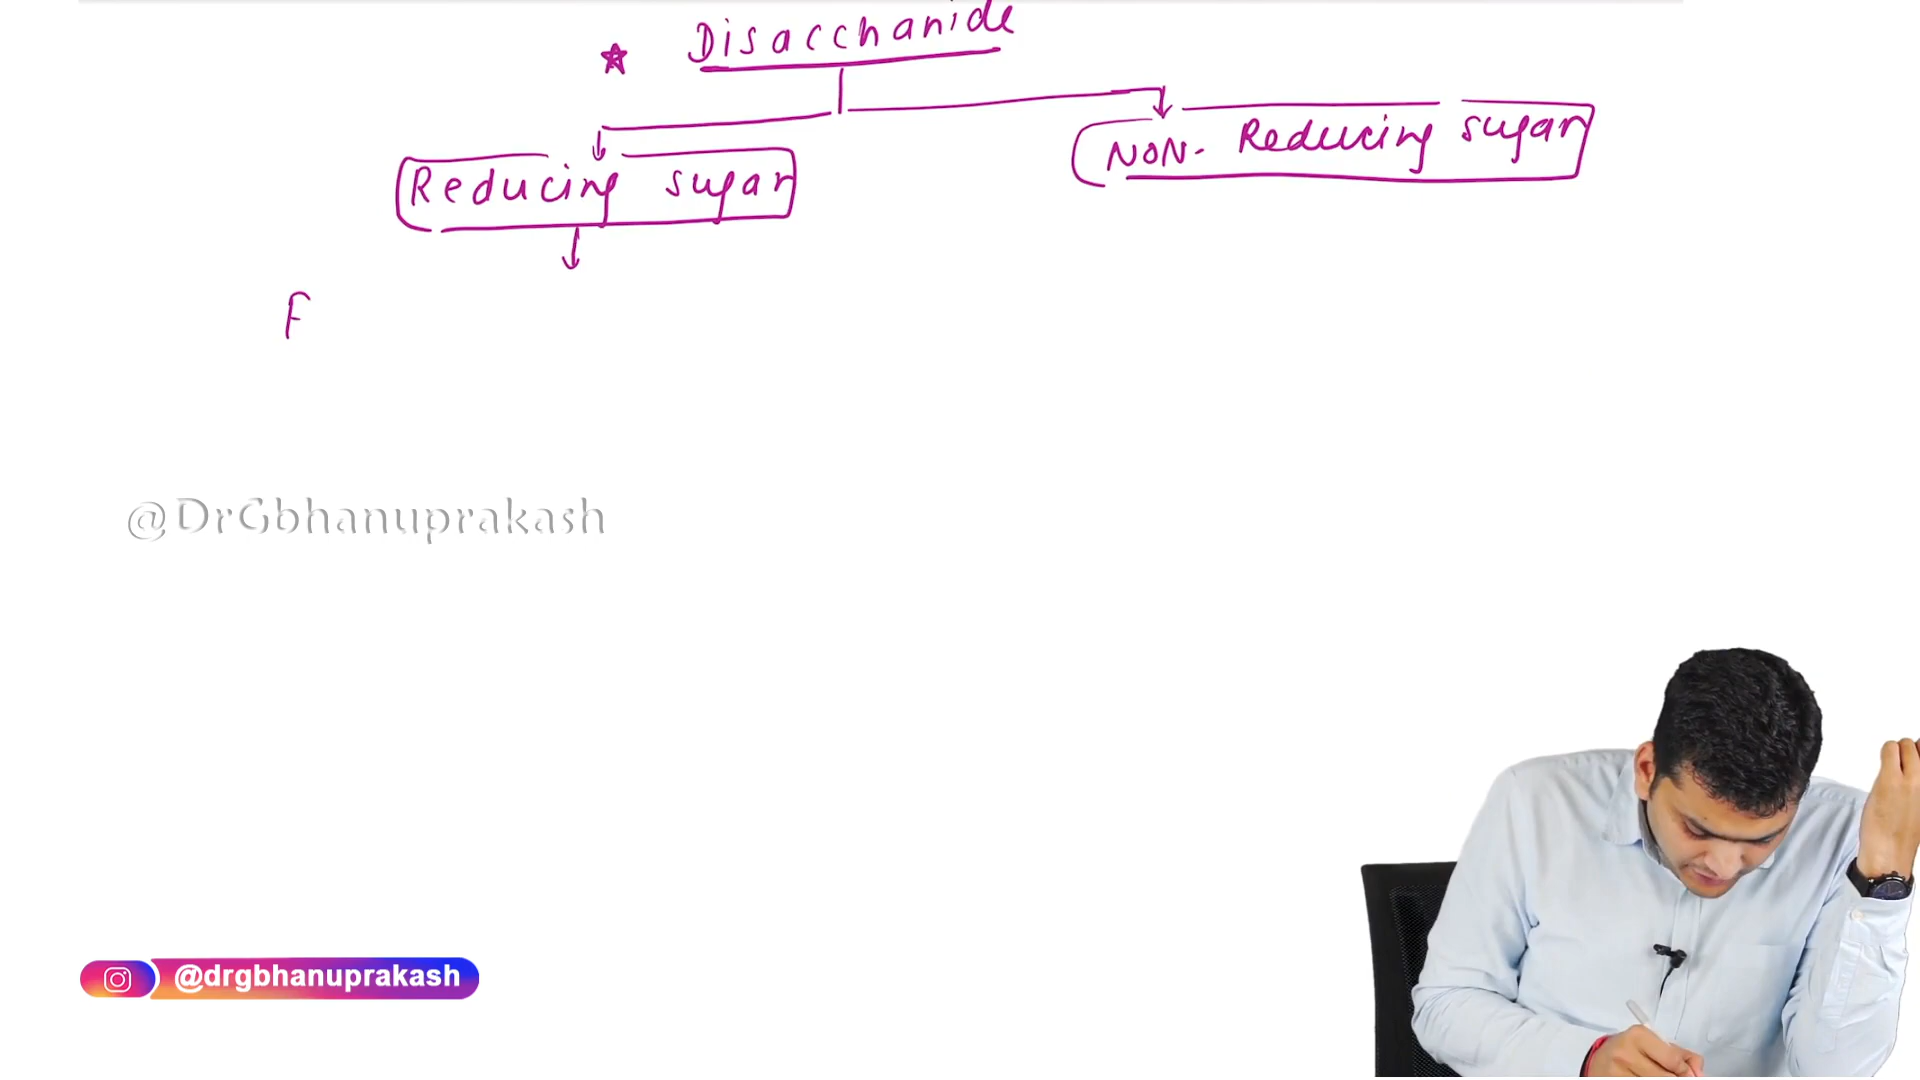 Disacchanide
Reducing sugar
NON- Reducing sugar
F
@DrGbhanuprakash
@drgbhanuprakash